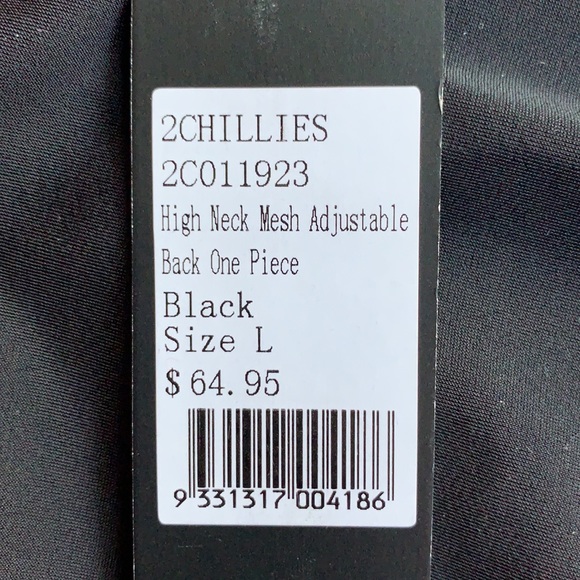 2CHILLIES
2C011923
High Neck Mesh Adjustable
Back One Piece
Black
Size L
$64.95
9 331317 004186